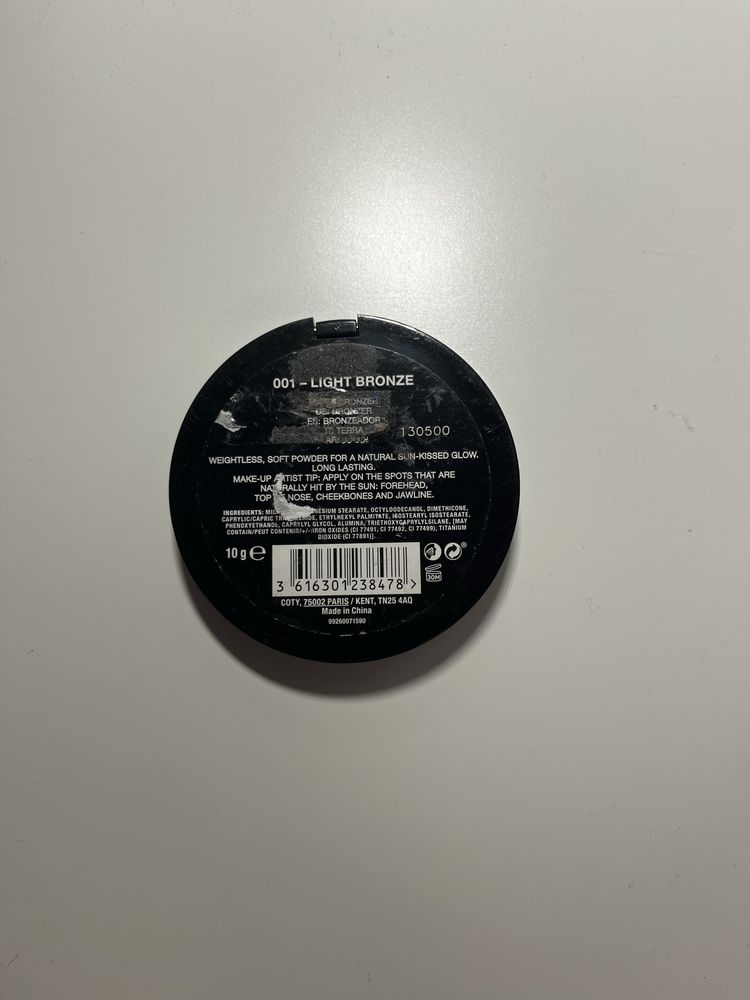 001 – LIGHT BRONZE
BRONZER
DE: BRONZER
ES: BRONZEADOR
TERRA
130500
WEIGHTLESS, SOFT POWDER FOR A NATURAL SUN-KISSED GLOW.
LONG LASTING.
MAKE-UP ARTIST TIP: APPLY ON THE SPOTS THAT ARE
NATURALLY HIT BY THE SUN: FOREHEAD,
TOP NOSE, CHEEKBONES AND JAWLINE.
INGREDIENTS: STEARATE, OCTYLDODECANOL, DIMETHICONE,
CAPRYLIC/CAPRIC ETHYLHEXYL PALMITATE, ISOSTEARYL ISOSTEARATE,
PHENOXYETHANOL, CAPRYLYL GLYCOL, ALUMINA, TRIETHOXYCAPRYLYLSILANE, [MAY
CONTAIN/PEUT CONTENIR/+/-:IRON OXIDES (CI 77491, CI 77492, CI 77499), TITANIUM
DIOXIDE (CI 77891)].
10 g ℮
30M
3 616301 238478 >
COTY, 75002 PARIS / KENT, TN25 4AQ
Made in China
99260071590